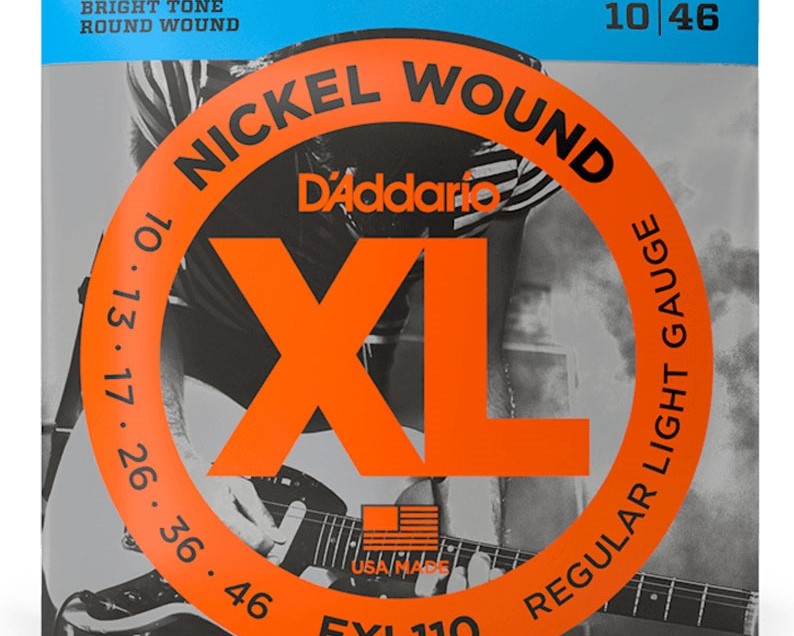 BRIGHT TONE
ROUND WOUND
10 | 46
NICKEL WOUND
D'Addario
XL
10 · 13 · 17 · 26 · 36 · 46
REGULAR LIGHT GAUGE
USA MADE
EXL110